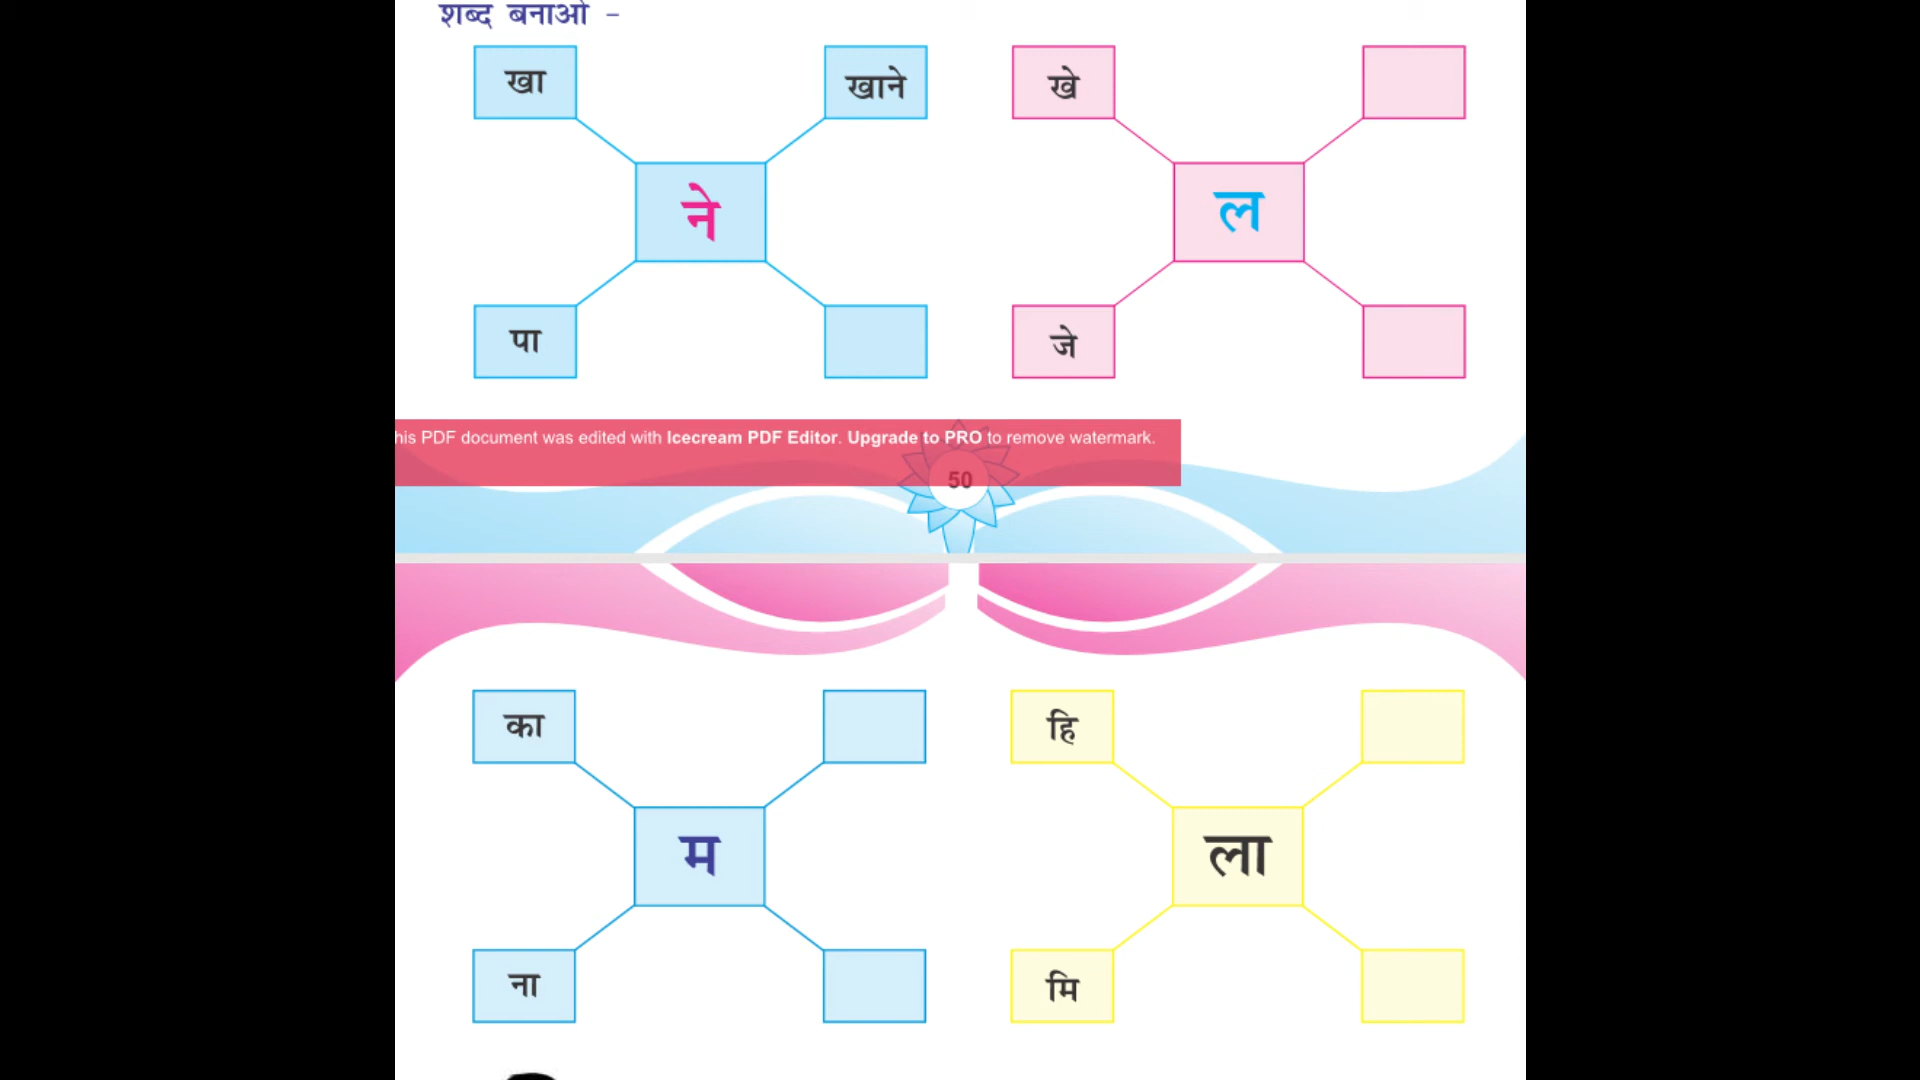 शब्द बनाओ –
खा खाने खे
ने ल
पा जे
his PDF document was edited with Icecream PDF Editor. Upgrade to PRO to remove watermark.
50
का हि
म ला
ना मि